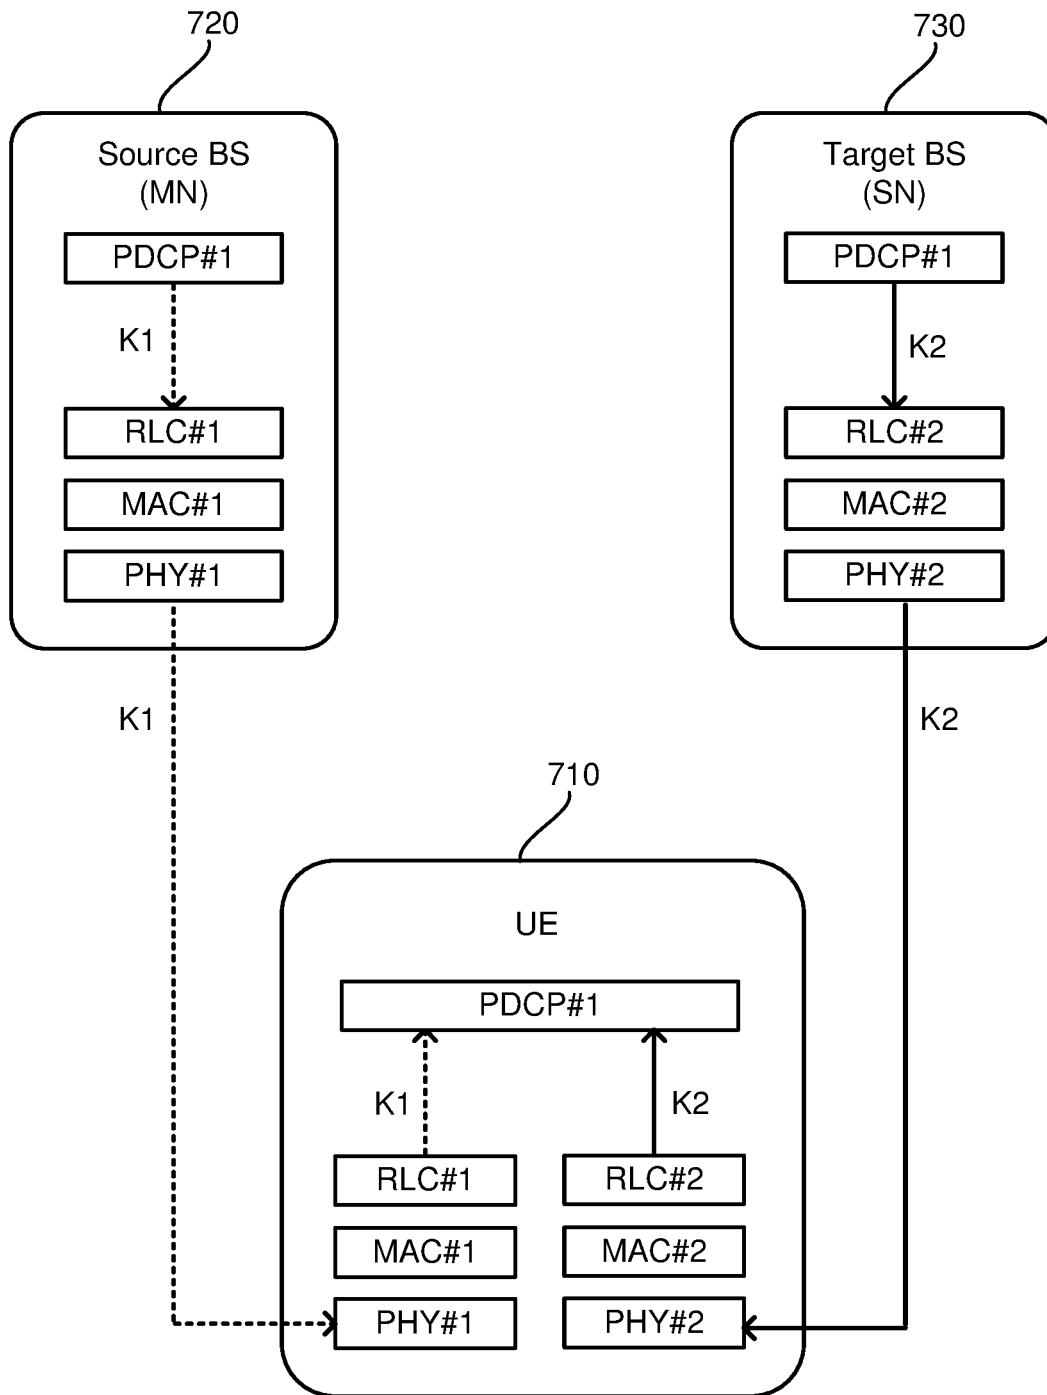 720
Source BS
(MN)
PDCP#1
K1
RLC#1
MAC#1
PHY#1
K1
730
Target BS
(SN)
PDCP#1
K2
RLC#2
MAC#2
PHY#2
K2
710
UE
PDCP#1
K1
K2
RLC#1
RLC#2
MAC#1
MAC#2
PHY#1
PHY#2